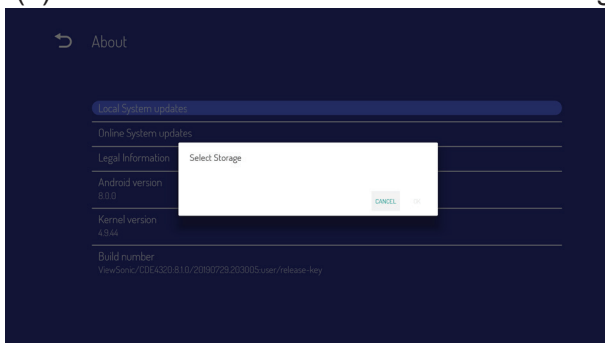 About
Local System updates
Online System updates
Legal Information
Select Storage
Android version
8.0.0
CANCEL
OK
Kernel version
4.9.44
Build number
ViewSonic/CDE4320:8.1.0/20190729.203005:user/release-key